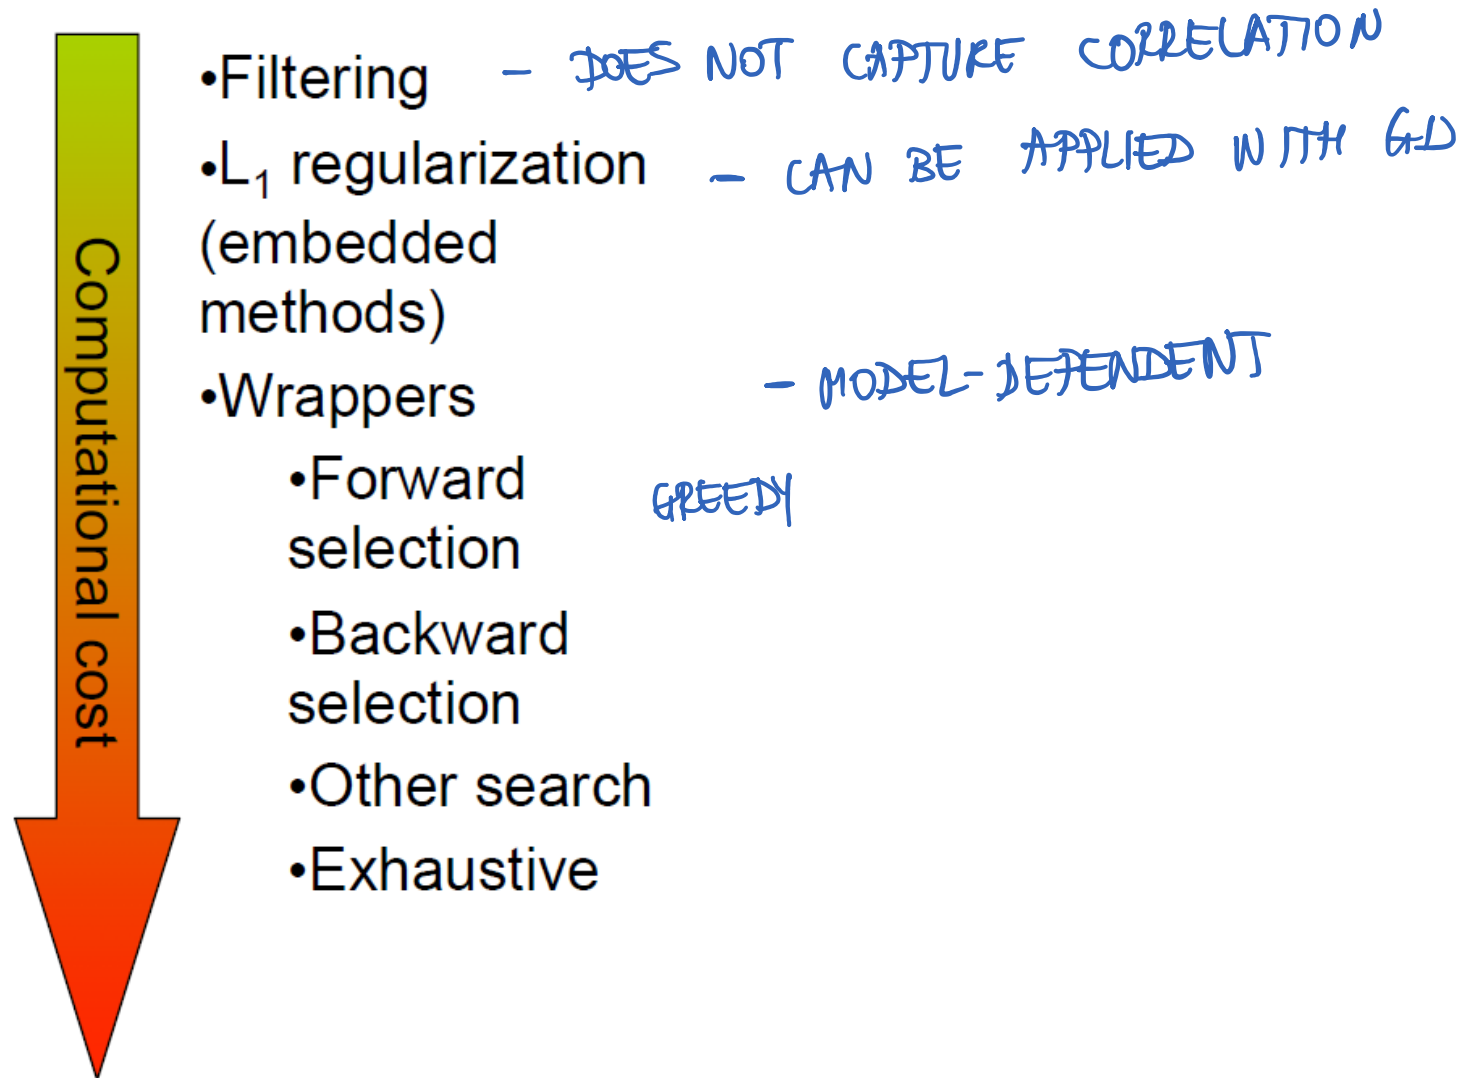 Computational cost
•Filtering - DOES NOT CAPTURE CORRELATION
•L₁ regularization - CAN BE APPLIED WITH GD
(embedded
methods)
•Wrappers - MODEL-DEPENDENT
•Forward GREEDY
selection
•Backward
selection
•Other search
•Exhaustive